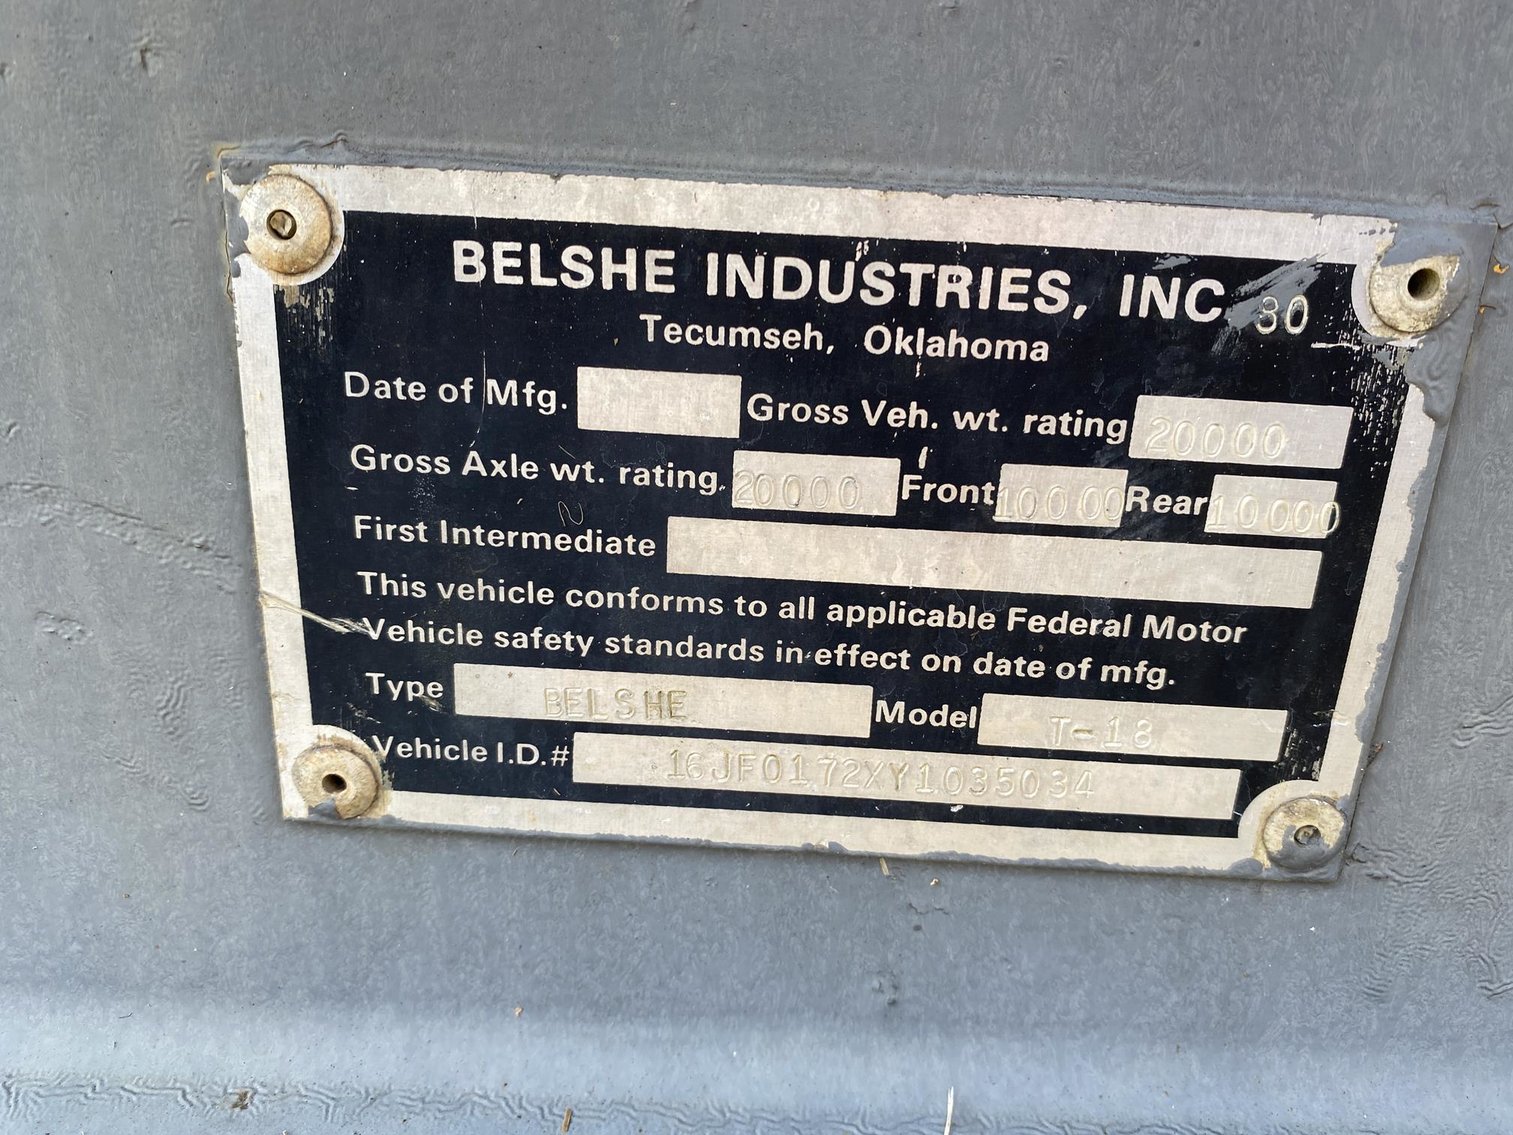 BELSHE INDUSTRIES, INC 30
Tecumseh, Oklahoma
Date of Mfg. Gross Veh. wt. rating 20000
Gross Axle wt. rating. 20000 Front 10000 Rear 10000
First Intermediate
This vehicle conforms to all applicable Federal Motor
Vehicle safety standards in effect on date of mfg.
Type BELSHE Model T-18
Vehicle I.D.# 16JF0172XY1035034